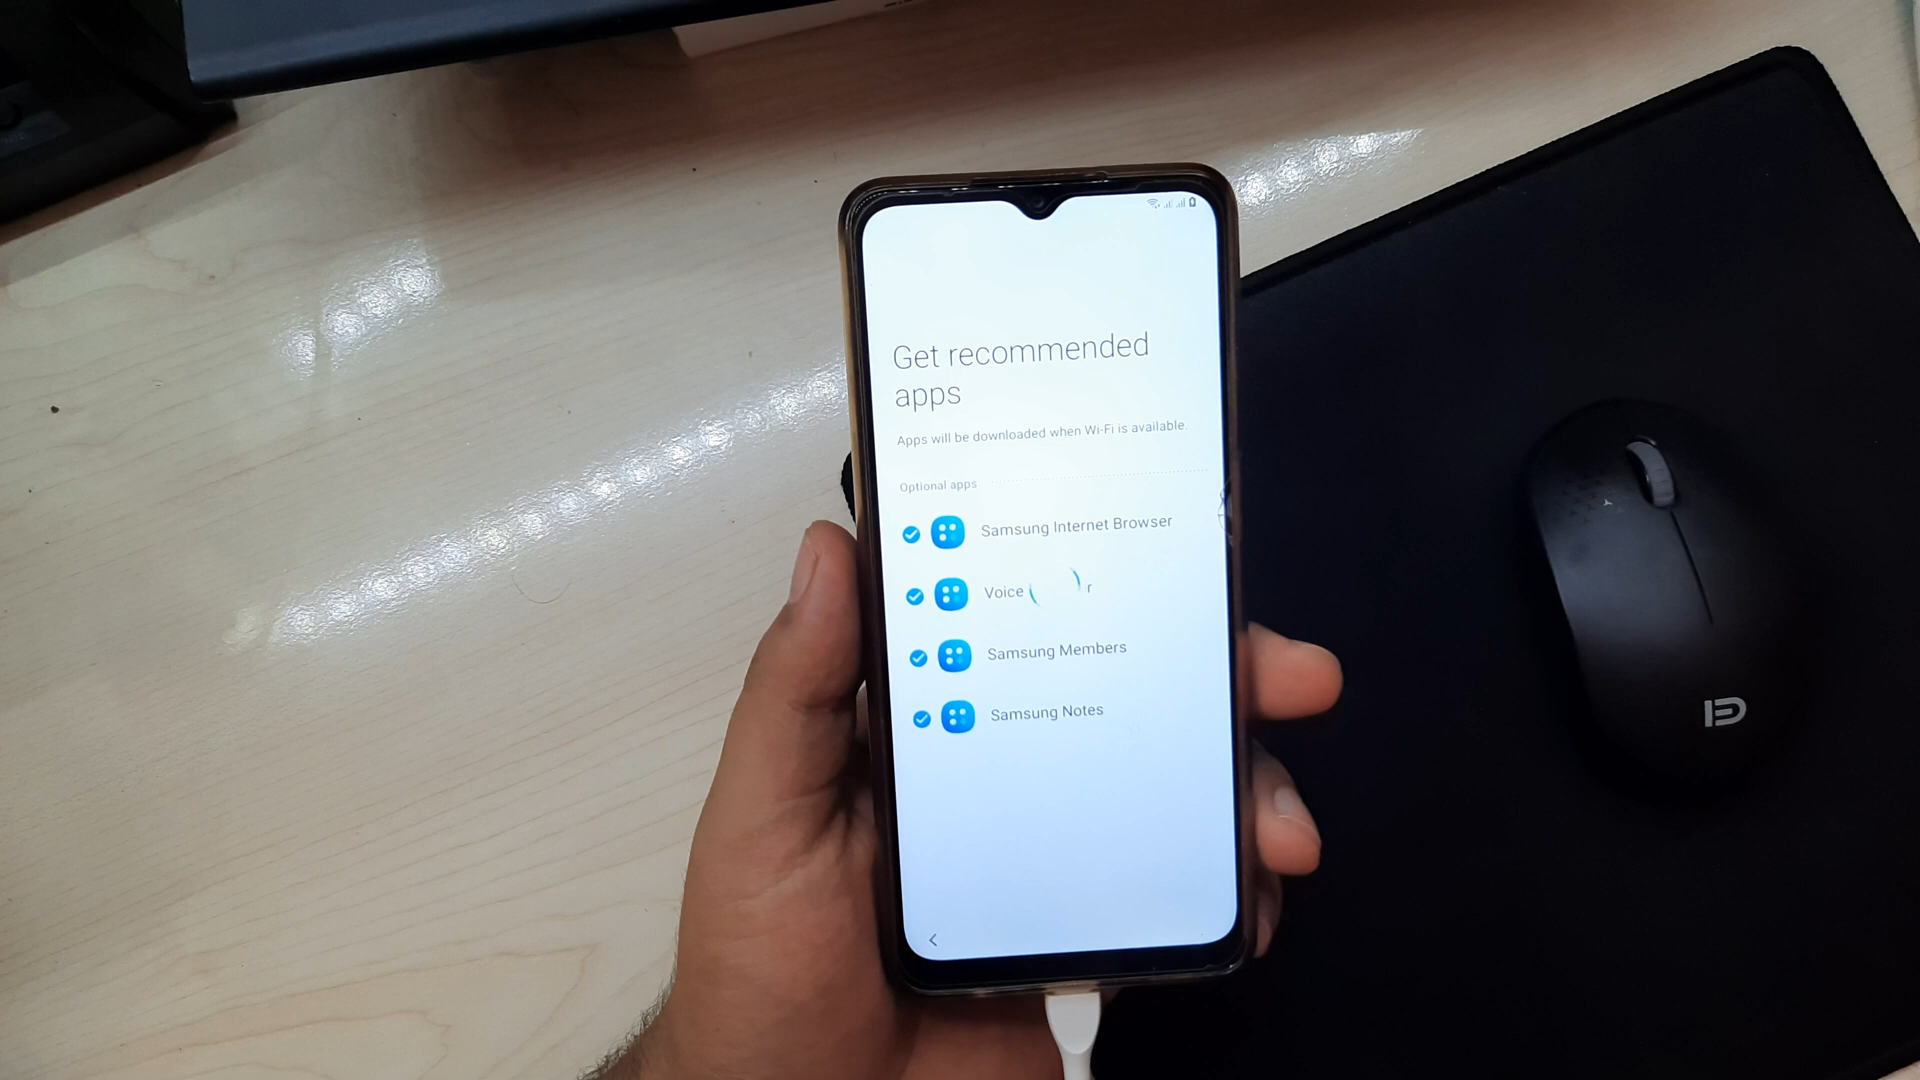 Get recommended
apps
Apps will be downloaded when Wi-Fi is available.
Optional apps
Samsung Internet Browser
Voice r
Samsung Members
Samsung Notes